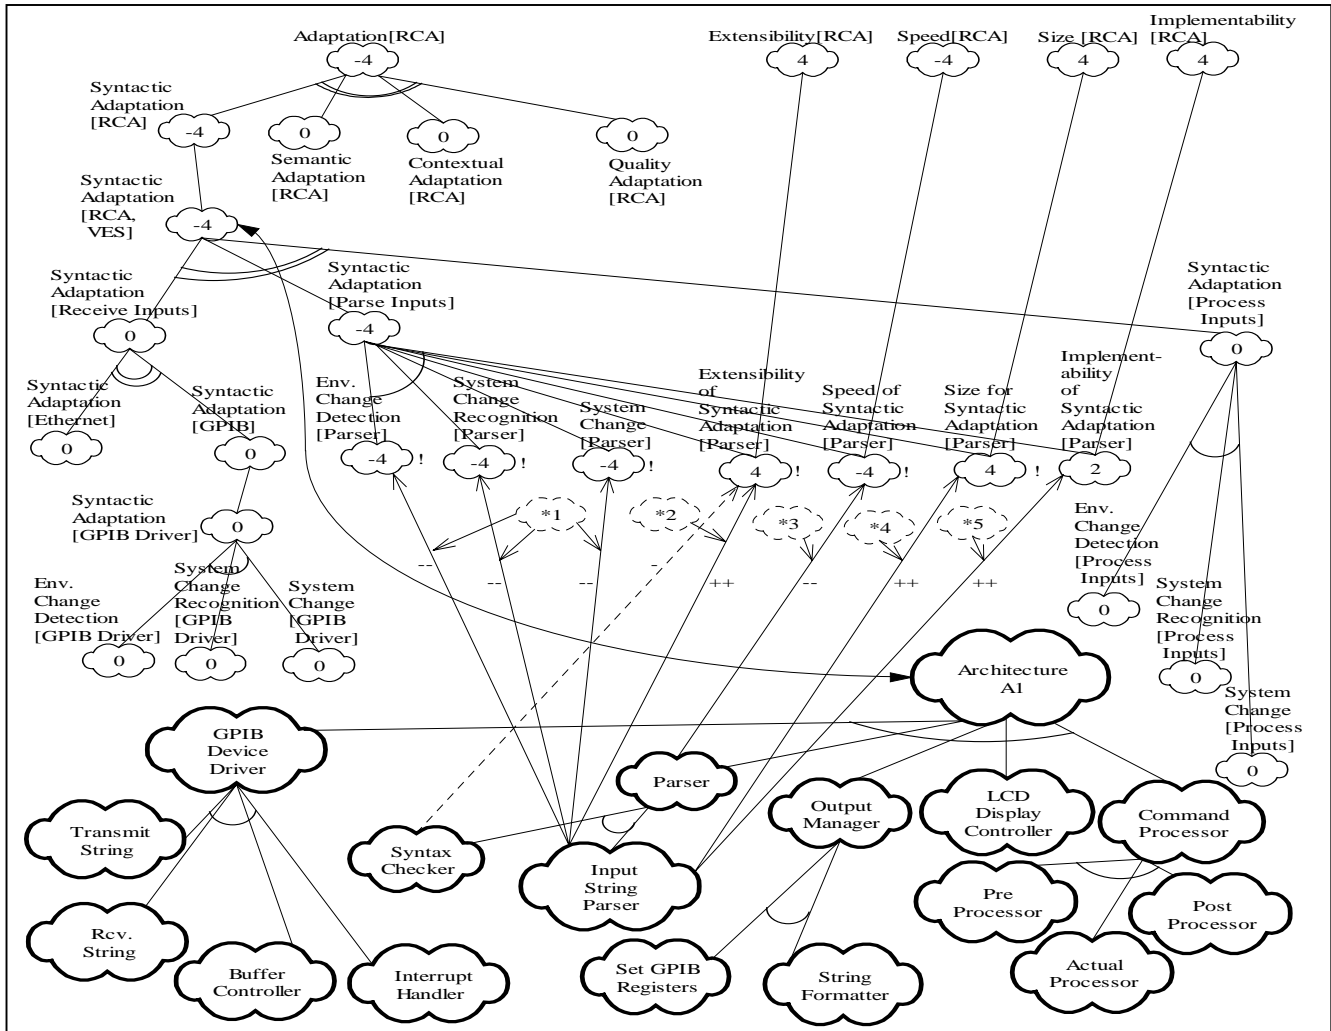 Adaptation[RCA]
-4
Extensibility[RCA]
4
Speed[RCA]
-4
Size [RCA]
4
Implementability
[RCA]
4
Syntactic
Adaptation
[RCA]
-4
0
Semantic
Adaptation
[RCA]
0
Contextual
Adaptation
[RCA]
0
Quality
Adaptation
[RCA]
Syntactic
Adaptation
[RCA,
VES]
-4
Syntactic
Adaptation
[Receive Inputs]
0
Syntactic
Adaptation
[Parse Inputs]
-4
Syntactic
Adaptation
[Process
Inputs]
0
Syntactic
Adaptation
[Ethernet]
0
Syntactic
Adaptation
[GPIB]
0
Env.
Change
Detection
[Parser]
-4 !
System
Change
Recognition
[Parser]
-4 !
System
Change
[Parser]
-4 !
Extensibility
of
Syntactic
Adaptation
[Parser]
4 !
Speed of
Syntactic
Adaptation
[Parser]
-4 !
Size for
Syntactic
Adaptation
[Parser]
4 !
Implement-
ability
of
Syntactic
Adaptation
[Parser]
2
Syntactic
Adaptation
[GPIB Driver]
0
*1
*2
*3
*4
*5
--
--
--
-
++
--
++
++
Env.
Change
Detection
[GPIB Driver]
0
System
Change
Recognition
[GPIB
Driver]
0
System
Change
[GPIB
Driver]
0
Env.
Change
Detection
[Process
Inputs]
0
System
Change
Recognition
[Process
Inputs]
0
System
Change
[Process
Inputs]
0
Architecture
A1
GPIB
Device
Driver
Parser
Output
Manager
LCD
Display
Controller
Command
Processor
Transmit
String
Syntax
Checker
Input
String
Parser
Pre
Processor
Post
Processor
Rcv.
String
Buffer
Controller
Interrupt
Handler
Set GPIB
Registers
String
Formatter
Actual
Processor